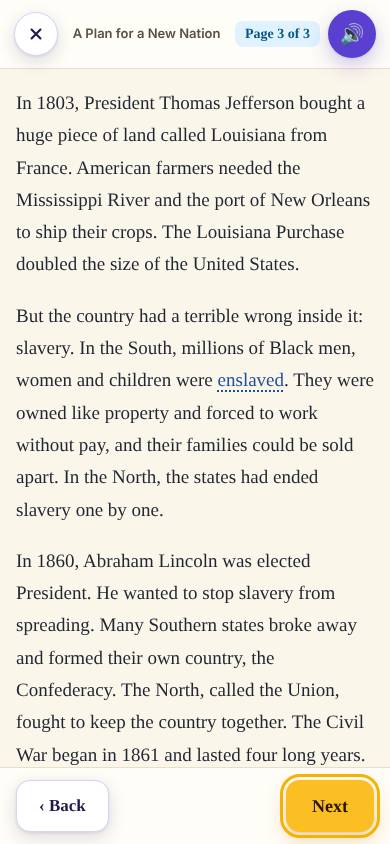 A Plan for a New Nation
Page 3 of 3
In 1803, President Thomas Jefferson bought a
huge piece of land called Louisiana from
France. American farmers needed the
Mississippi River and the port of New Orleans
to ship their crops. The Louisiana Purchase
doubled the size of the United States.
But the country had a terrible wrong inside it:
slavery. In the South, millions of Black men,
women and children were enslaved. They were
owned like property and forced to work
without pay, and their families could be sold
apart. In the North, the states had ended
slavery one by one.
In 1860, Abraham Lincoln was elected
President. He wanted to stop slavery from
spreading. Many Southern states broke away
and formed their own country, the
Confederacy. The North, called the Union,
fought to keep the country together. The Civil
War began in 1861 and lasted four long years.
‹ Back
Next